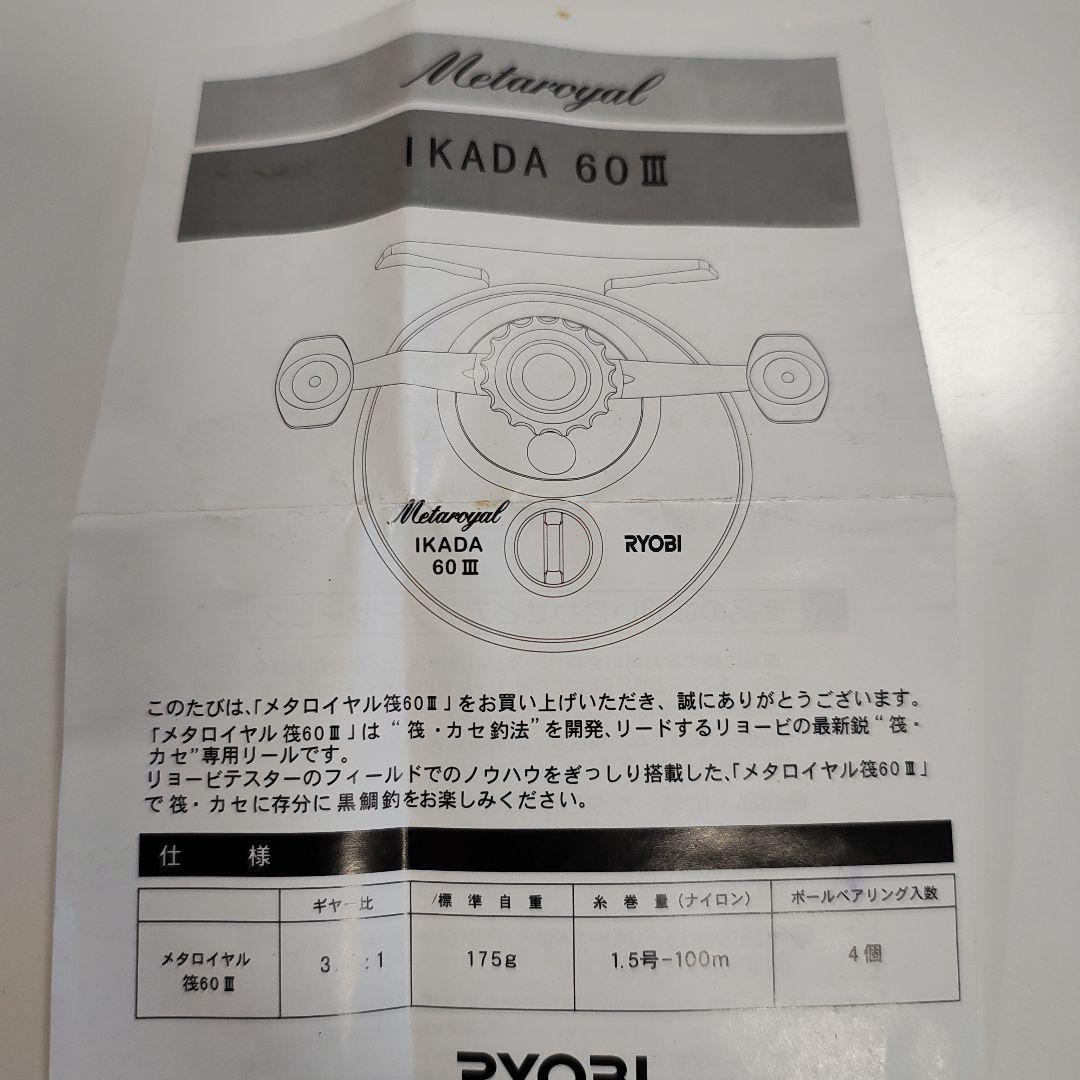 Metaroyal
IKADA 60Ⅲ
Metaroyal
IKADA
60Ⅲ
RYOBI
このたびは、「メタロイヤル筏60Ⅲ」をお買い上げいただき、誠にありがとうございます。
「メタロイヤル筏60Ⅲ」は“筏・カセ釣法”を開発、リードするリョービの最新鋭“筏・
カセ”専用リールです。
リョービテスターのフィールドでのノウハウをぎっしり搭載した、「メタロイヤル筏60Ⅲ」
で筏・カセに存分に黒鯛釣をお楽しみください。
仕様
ギヤー比 標準自重 糸巻量(ナイロン) ボールベアリング入数
メタロイヤル
筏60Ⅲ
175g 1.5号-100m 4個
RYOBI